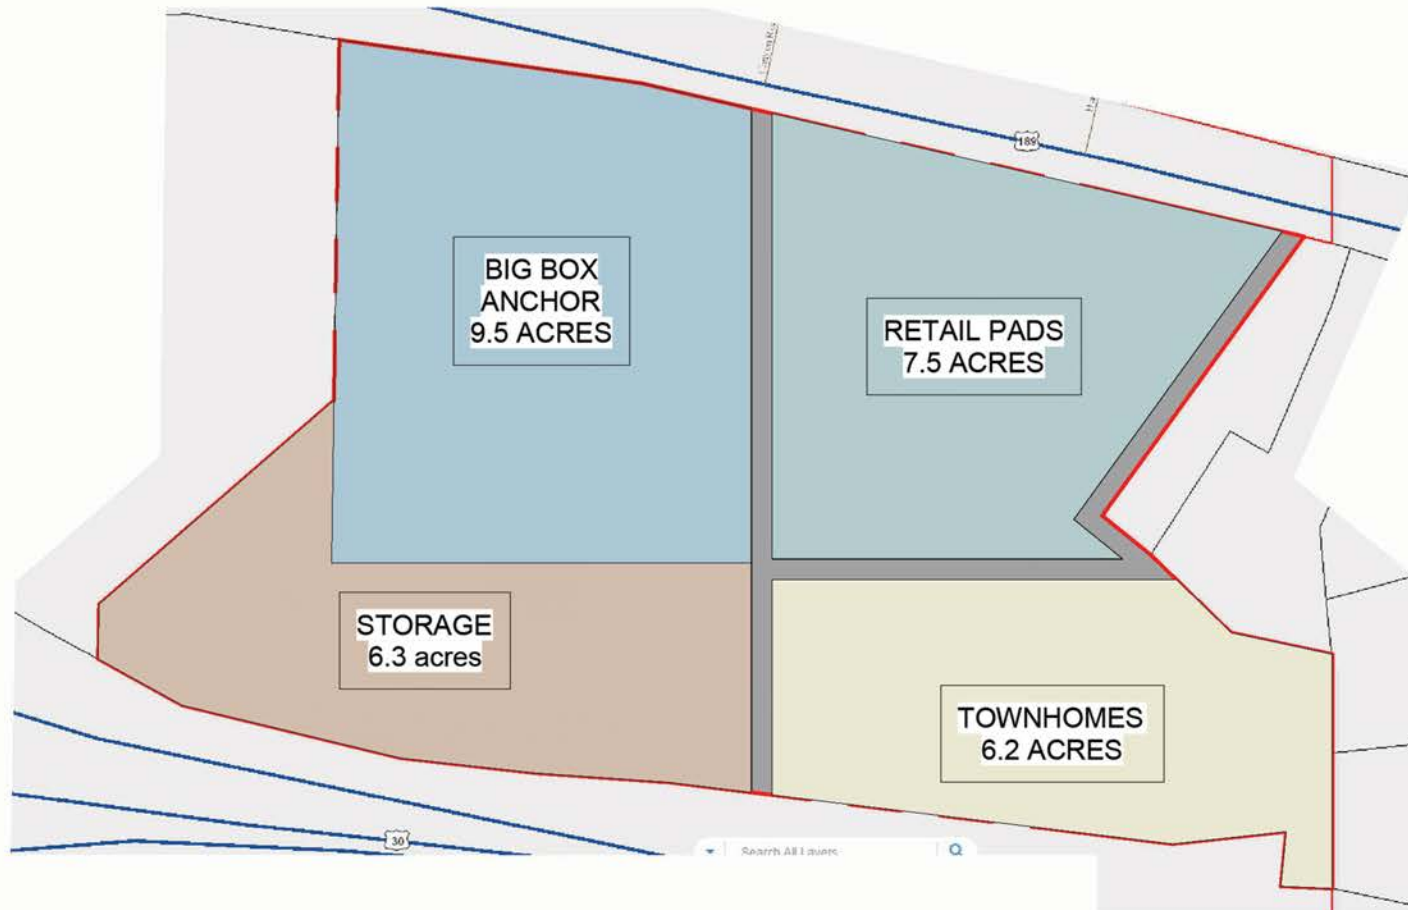 189
BIG BOX
ANCHOR
9.5 ACRES
RETAIL PADS
7.5 ACRES
STORAGE
6.3 acres
TOWNHOMES
6.2 ACRES
30
Search All Layers